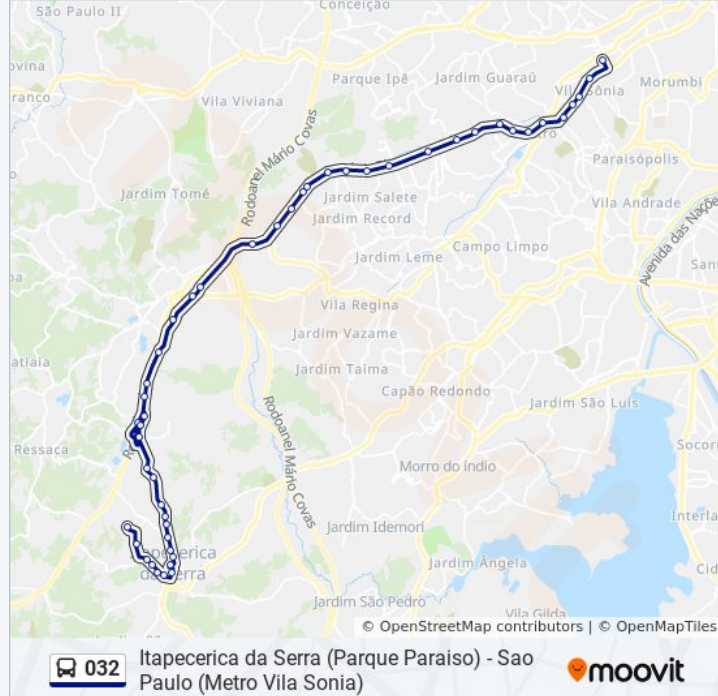 São Paulo II
Conceição
Parque Ipê
Jardim Guaraú
Vila Sônia
Morumbi
Vila Viviana
Rodoanel Mário Covas
Paraisópolis
Jardim Tomé
Jardim Salete
Jardim Record
Vila Andrade
Avenida das Nações
Campo Limpo
Jardim Leme
Vila Regina
Jardim Vazame
Jardim Taima
Capão Redondo
Jardim São Luís
Ressaca
Rodoanel Mário Covas
Morro do Índio
Jardim Idemori
Itapecerica
da Serra
Jardim Ângela
Jardim São Pedro
Vila Gilda
© OpenStreetMap contributors | © OpenMapTiles
032
Itapecerica da Serra (Parque Paraiso) - Sao
Paulo (Metro Vila Sonia)
moovit